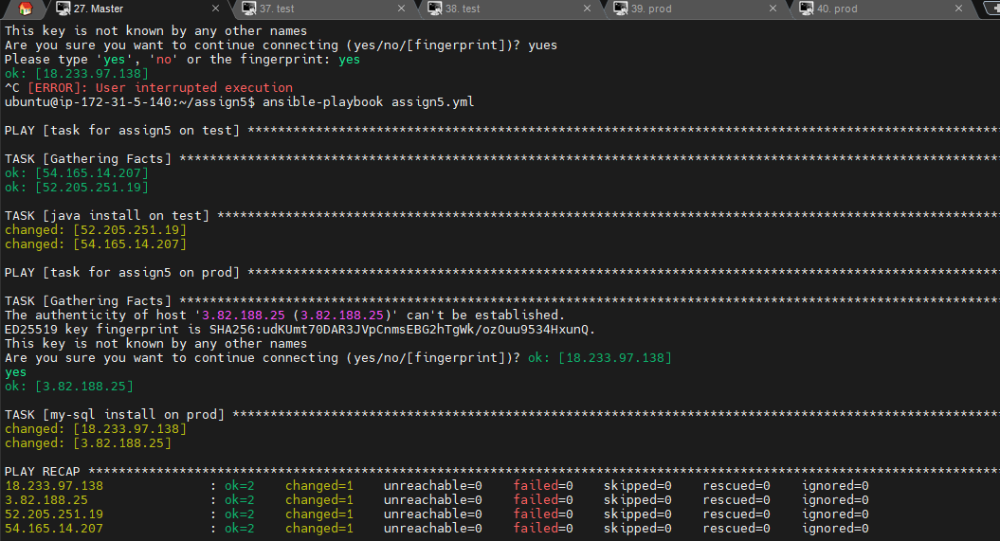 27. Master
37. test
38. test
39. prod
40. prod
This key is not known by any other names
Are you sure you want to continue connecting (yes/no/[fingerprint])? yues
Please type 'yes', 'no' or the fingerprint: yes
ok: [18.233.97.138]
^C [ERROR]: User interrupted execution
ubuntu@ip-172-31-5-140:~/assign5$ ansible-playbook assign5.yml
PLAY [task for assign5 on test] ***************************************************************************************************
TASK [Gathering Facts] ************************************************************************************************************
ok: [54.165.14.207]
ok: [52.205.251.19]
TASK [java install on test] *******************************************************************************************************
changed: [52.205.251.19]
changed: [54.165.14.207]
PLAY [task for assign5 on prod] ***************************************************************************************************
TASK [Gathering Facts] ************************************************************************************************************
The authenticity of host '3.82.188.25 (3.82.188.25)' can't be established.
ED25519 key fingerprint is SHA256:udKUmt70DAR3JVpCnmsEBG2hTgWk/ozOuu9534HxunQ.
This key is not known by any other names
Are you sure you want to continue connecting (yes/no/[fingerprint])? ok: [18.233.97.138]
yes
ok: [3.82.188.25]
TASK [my-sql install on prod] *****************************************************************************************************
changed: [18.233.97.138]
changed: [3.82.188.25]
PLAY RECAP ************************************************************************************************************************
18.233.97.138 : ok=2 changed=1 unreachable=0 failed=0 skipped=0 rescued=0 ignored=0
3.82.188.25 : ok=2 changed=1 unreachable=0 failed=0 skipped=0 rescued=0 ignored=0
52.205.251.19 : ok=2 changed=1 unreachable=0 failed=0 skipped=0 rescued=0 ignored=0
54.165.14.207 : ok=2 changed=1 unreachable=0 failed=0 skipped=0 rescued=0 ignored=0